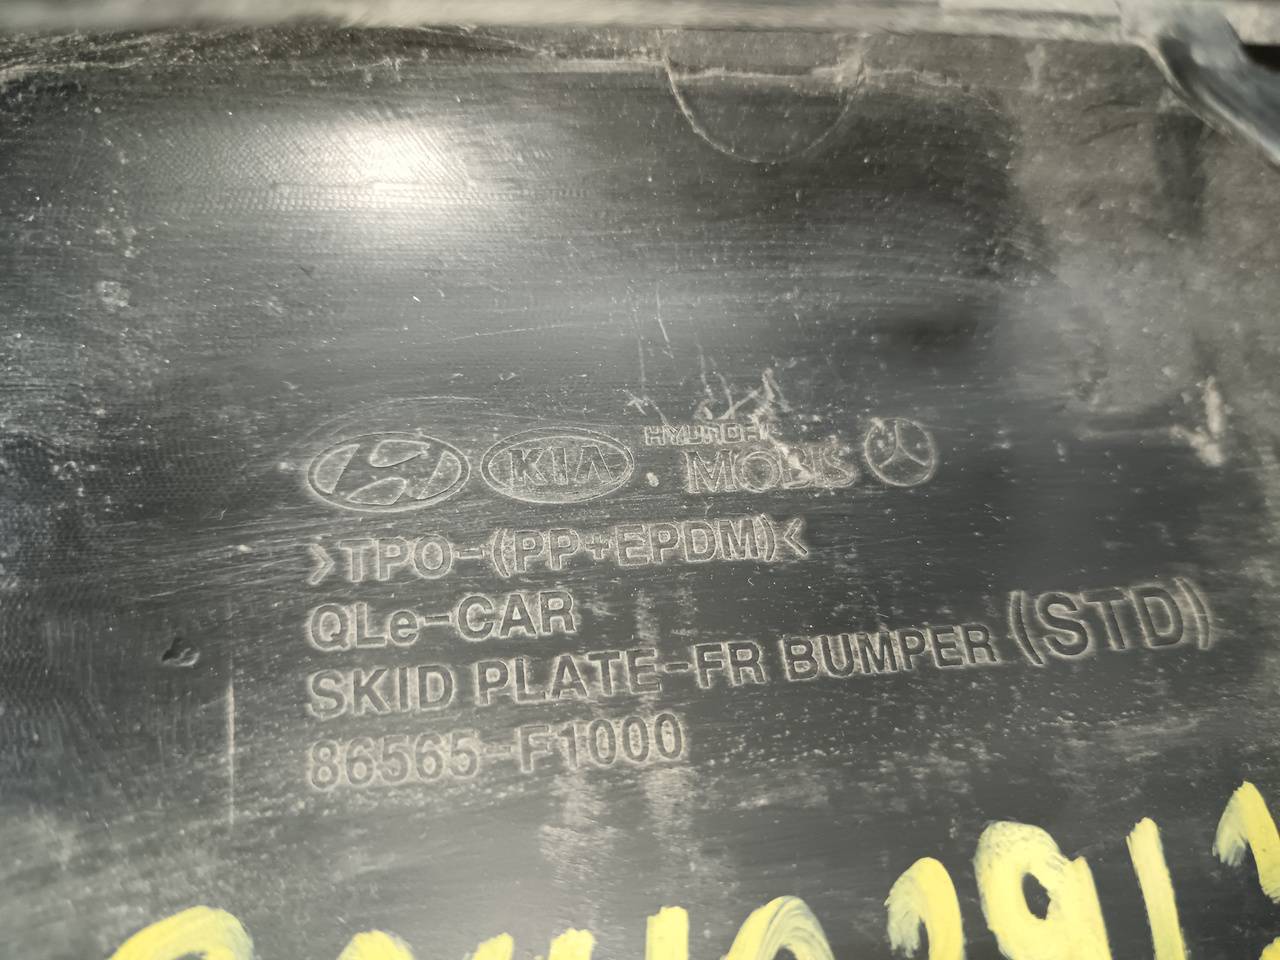 KIA HYUNDAI MOBIS
>TPO-(PP+EPDM)<
QLe-CAR
SKID PLATE-FR BUMPER (STD)
86565-F1000